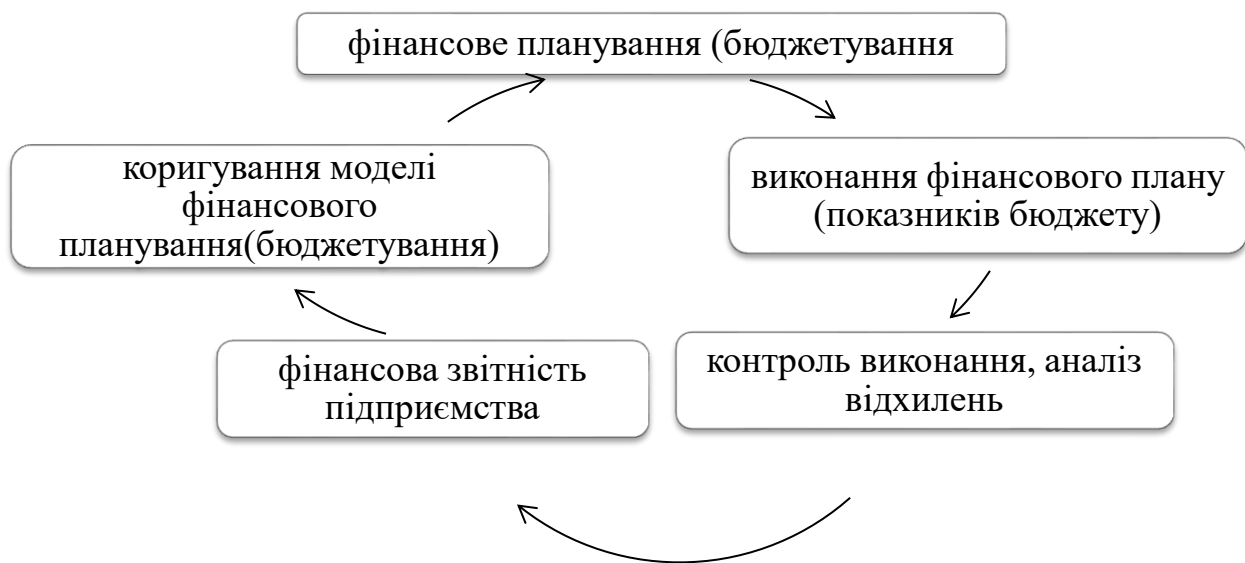 фінансове планування (бюджетування
виконання фінансового плану
(показників бюджету)
контроль виконання, аналіз
відхилень
фінансова звітність
підприємства
коригування моделі
фінансового
планування(бюджетування)